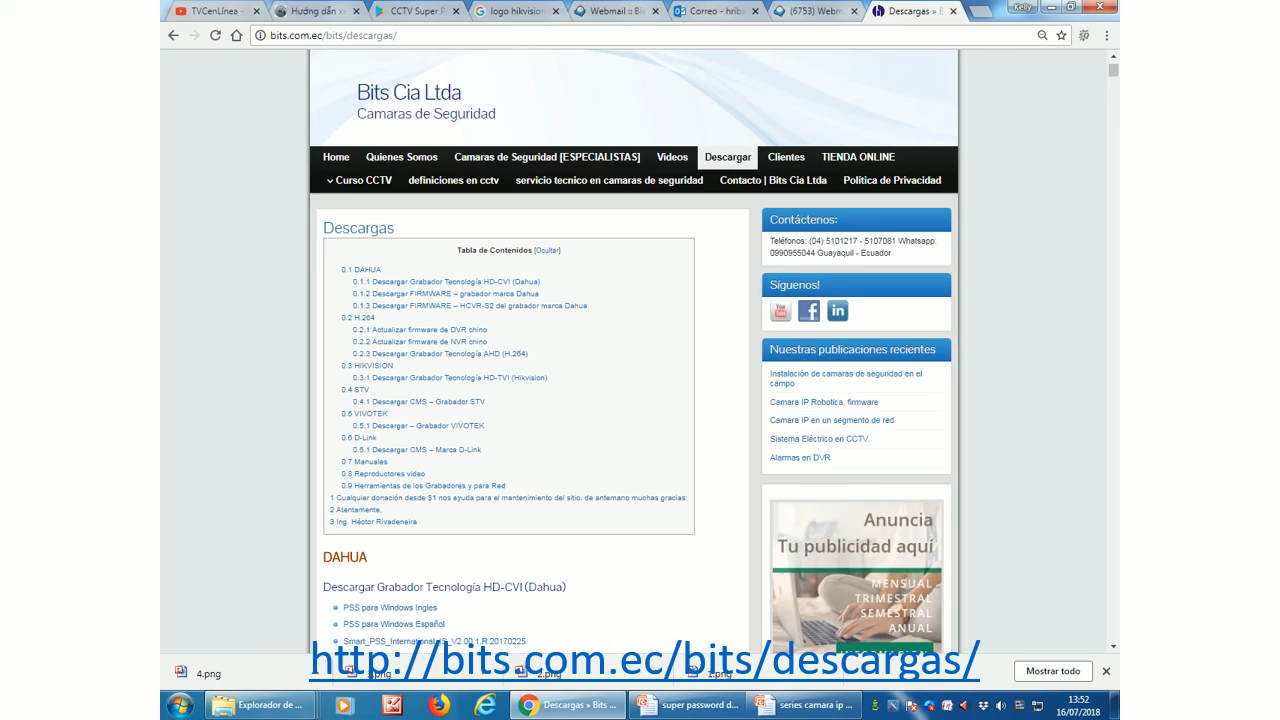 TVCenLínea -
Hướng dẫn
CCTV Super P
logo hikvision
Webmail :: Bi
Correo - hriba
(6753) Webm
Descargas » B
Kelly
bits.com.ec/bits/descargas/
Bits Cia Ltda
Camaras de Seguridad
Home Quienes Somos Camaras de Seguridad [ESPECIALISTAS] Videos Descargar Clientes TIENDA ONLINE
Curso CCTV definiciones en cctv servicio tecnico en camaras de seguridad Contacto | Bits Cia Ltda Politica de Privacidad
Descargas
Tabla de Contenidos [Ocultar]
0.1 DAHUA
0.1.1 Descargar Grabador Tecnología HD-CVI (Dahua)
0.1.2 Descargar FIRMWARE – grabador marca Dahua
0.1.3 Descargar FIRMWARE – HCVR-S2 del grabador marca Dahua
0.2 H.264
0.2.1 Actualizar firmware de DVR chino
0.2.2 Actualizar firmware de NVR chino
0.2.3 Descargar Grabador Tecnología AHD (H.264)
0.3 HIKVISION
0.3.1 Descargar Grabador Tecnología HD-TVI (Hikvision)
0.4 STV
0.4.1 Descargar CMS – Grabador STV
0.5 VIVOTEK
0.5.1 Descargar – Grabador VIVOTEK
0.6 D-Link
0.6.1 Descargar CMS – Marca D-Link
0.7 Manuales
0.8 Reproductores video
0.9 Herramientas de los Grabadores y para Red
1 Cualquier donación desde $1 nos ayuda para el mantenimiento del sitio, de antemano muchas gracias.
2 Atentamente,
3 Ing. Héctor Rivadeneira
DAHUA
Descargar Grabador Tecnología HD-CVI (Dahua)
PSS para Windows Ingles
PSS para Windows Español
Smart_PSS_International_IS_V2.00.1.R.20170225
Contáctenos:
Teléfonos: (04) 5101217 - 5107081 Whatsapp:
0990955044 Guayaquil - Ecuador
Síguenos!
You
Tube
f
in
Nuestras publicaciones recientes
Instalación de camaras de seguridad en el
campo
Camara IP Robotica, firmware
Camara IP en un segmento de red
Sistema Eléctrico en CCTV.
Alarmas en DVR
Anuncia
Tu publicidad aquí
MENSUAL
TRIMESTRAL
SEMESTRAL
ANUAL
http://bits.com.ec/bits/descargas/
4.png
2.png
1.png
Mostrar todo
Explorador de ...
Descargas » Bits ...
super password d...
series camara ip ...
13:52
16/07/2018